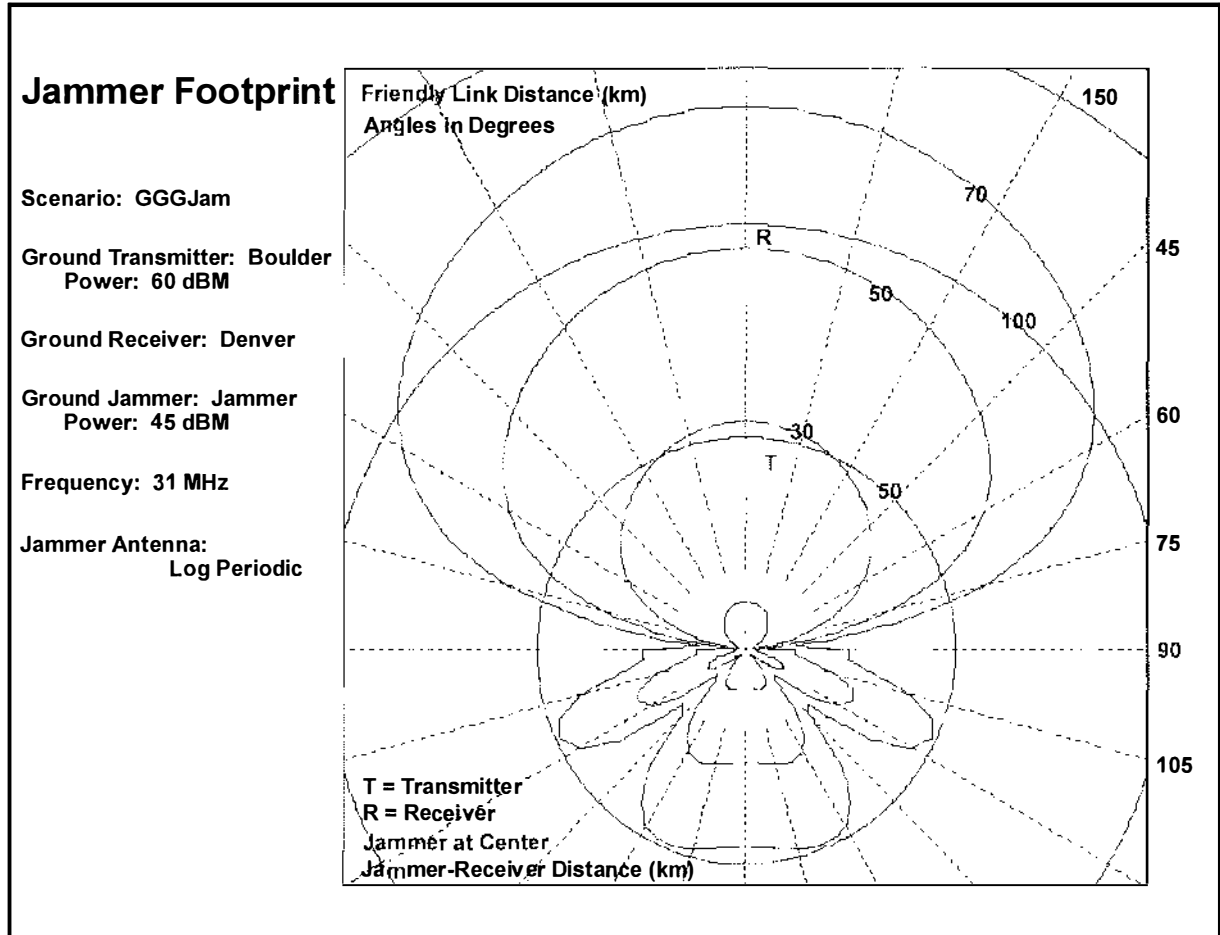 Jammer Footprint
Scenario: GGGJam
Ground Transmitter: Boulder
Power: 60 dBM
Ground Receiver: Denver
Ground Jammer: Jammer
Power: 45 dBM
Frequency: 31 MHz
Jammer Antenna:
Log Periodic
Friendly Link Distance (km)
Angles in Degrees
150
70
R
45
50
100
60
30
T
50
75
90
105
T = Transmitter
R = Receiver
Jammer at Center
Jammer-Receiver Distance (km)